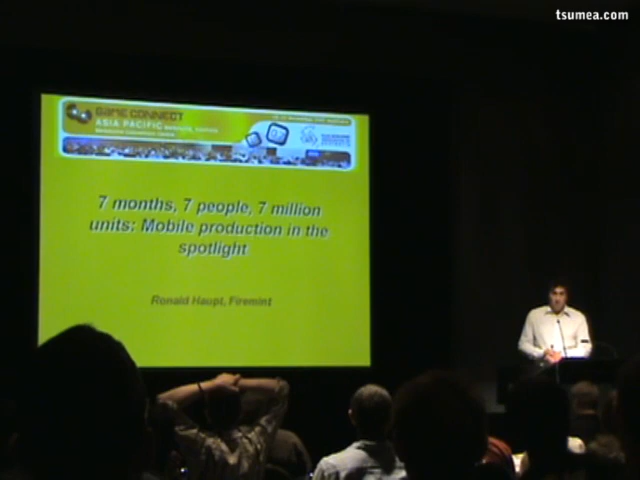 tsumea.com
GAME CONNECT
ASIA PACIFIC
7 months, 7 people, 7 million
units: Mobile production in the
spotlight
Ronald Haupt, Firemint